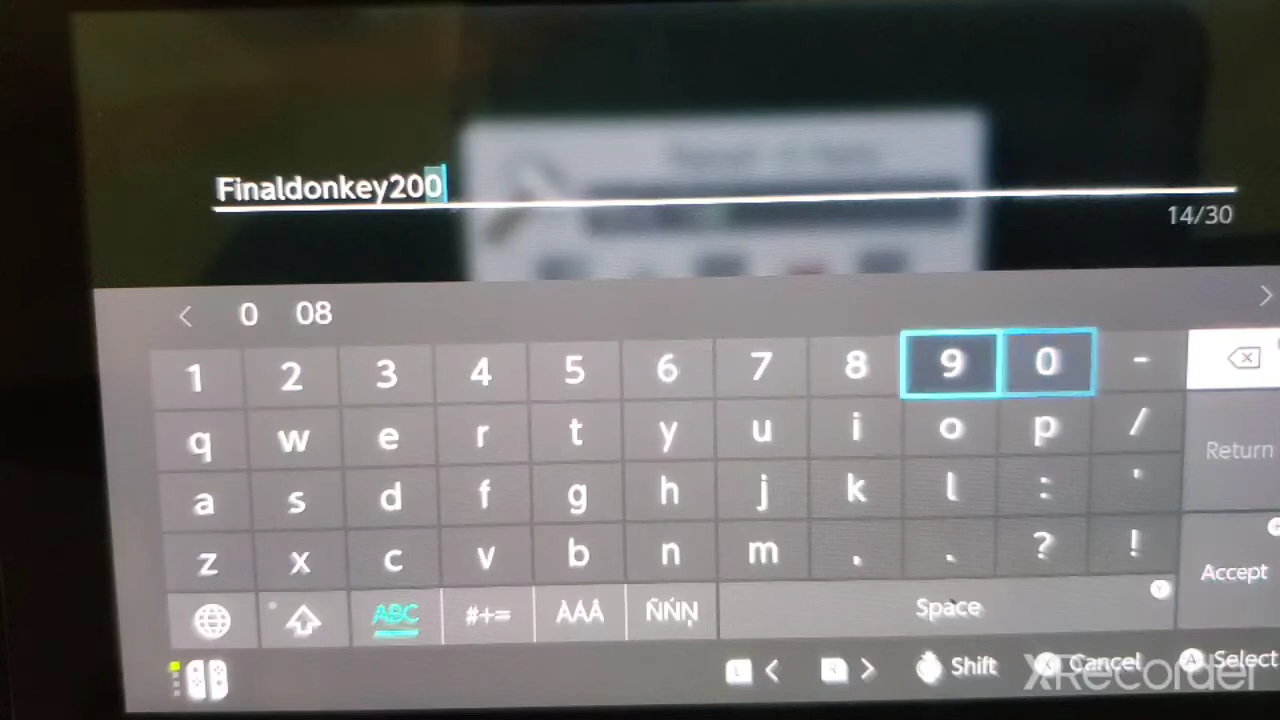 Finaldonkey200
14/30
< 0 08 >
1 2 3 4 5 6 7 8 9 0 -
q w e r t y u i o p /
Return
a s d f g h j k l : '
z x c v b n m , . ? !
Accept
ABC #+= ÀÁÂ ÑŃŅ Space
L < R > Shift X Cancel A Select
XRecorder